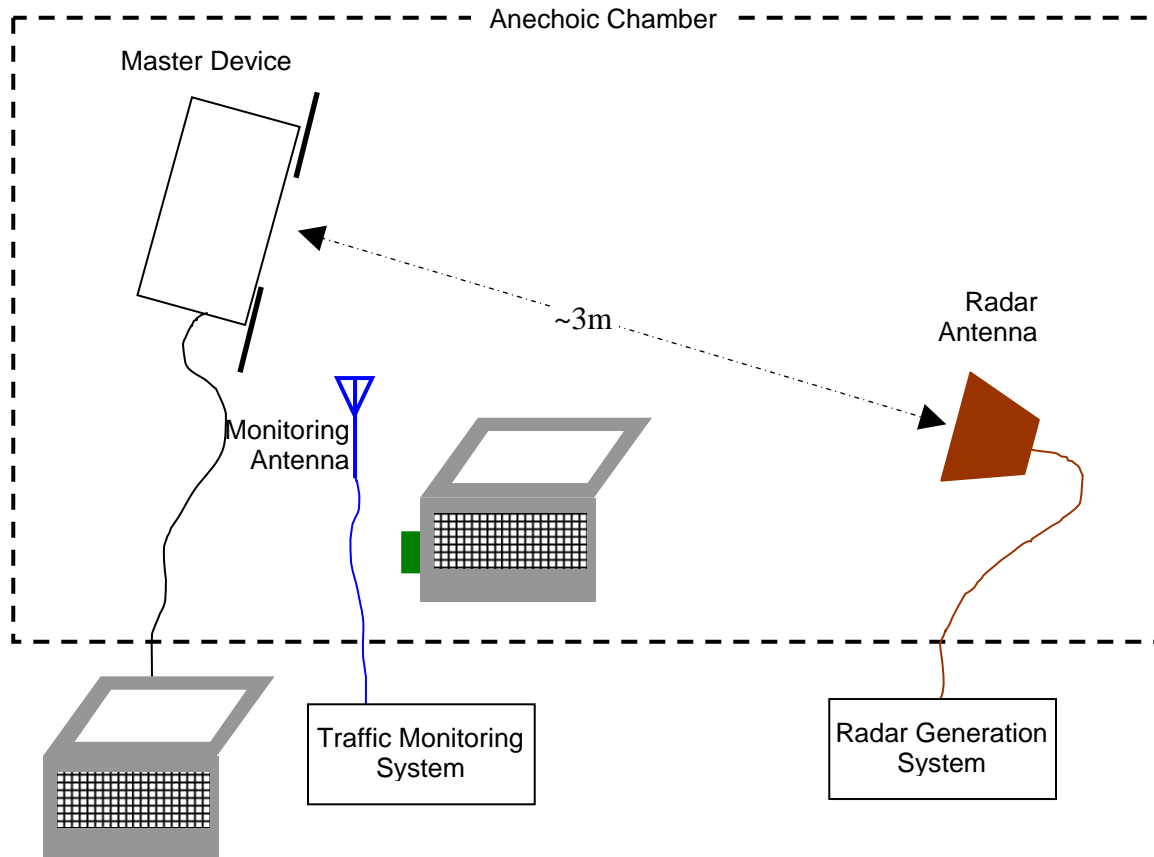 Anechoic Chamber
Master Device
~3m
Radar
Antenna
Monitoring
Antenna
Traffic Monitoring
System
Radar Generation
System